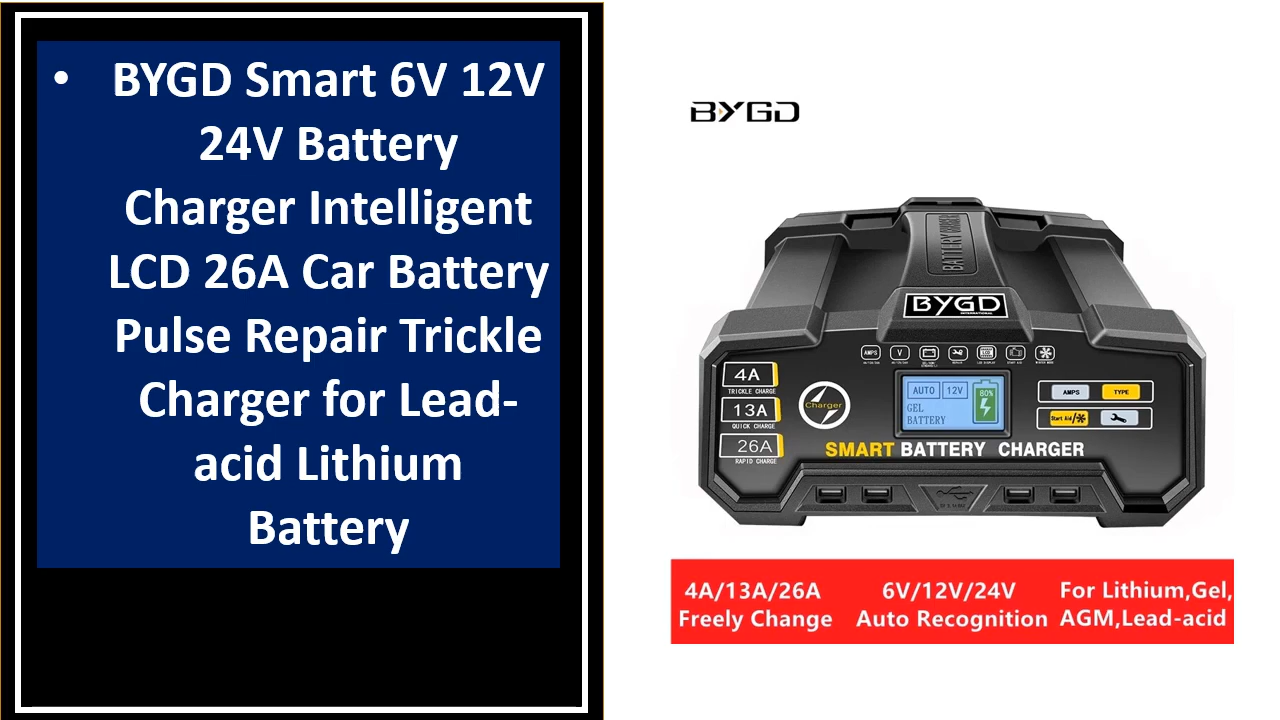 • BYGD Smart 6V 12V
24V Battery
Charger Intelligent
LCD 26A Car Battery
Pulse Repair Trickle
Charger for Lead-
acid Lithium
Battery
BYGD
BATTERY CHARGER
BYGD
INTERNATIONAL
AMPS
V
4A
TRICKLE CHARGE
13A
QUICK CHARGE
26A
RAPID CHARGE
Charger
AUTO 12V 80%
GEL
BATTERY
AMPS TYPE
Start Aid/
SMART BATTERY CHARGER
4A/13A/26A
Freely Change
6V/12V/24V
Auto Recognition
For Lithium,Gel,
AGM,Lead-acid